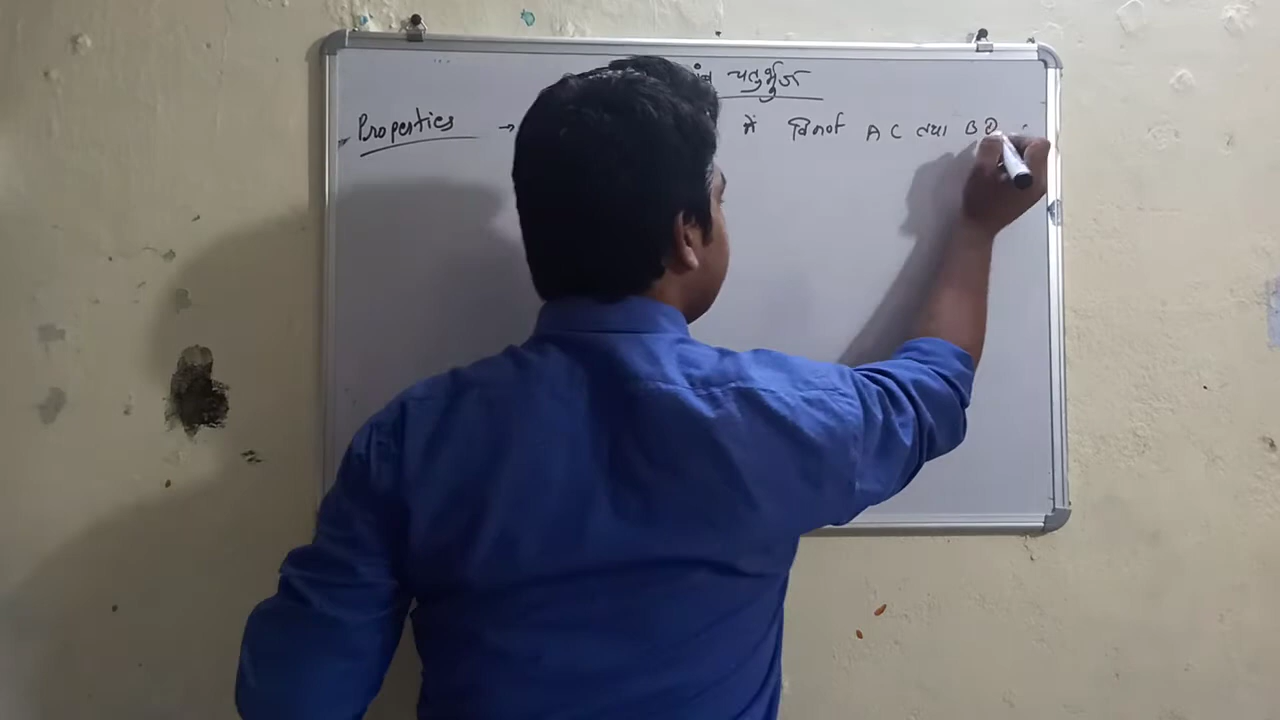 चतुर्भुज
Properties → में विकर्ण AC तथा BD